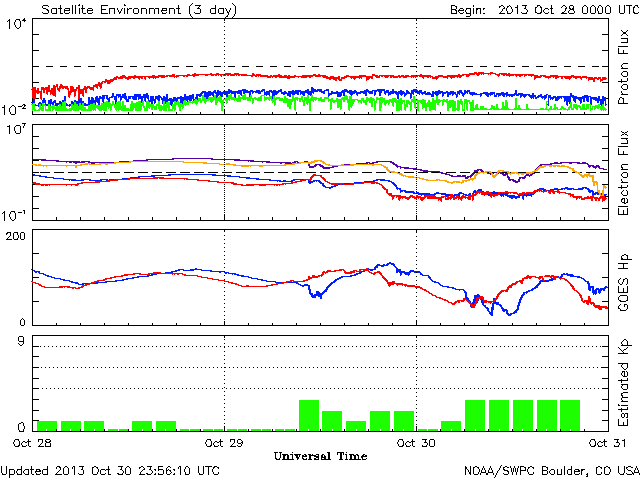 Satellite Environment (3 day) Begin: 2013 Oct 28 0000 UTC
10^4
10^-2
Proton Flux
10^7
10^-1
Electron Flux
200
0
GOES Hp
9
0
Estimated Kp
Oct 28 Oct 29 Oct 30 Oct 31
Universal Time
Updated 2013 Oct 30 23:56:10 UTC NOAA/SWPC Boulder, CO USA